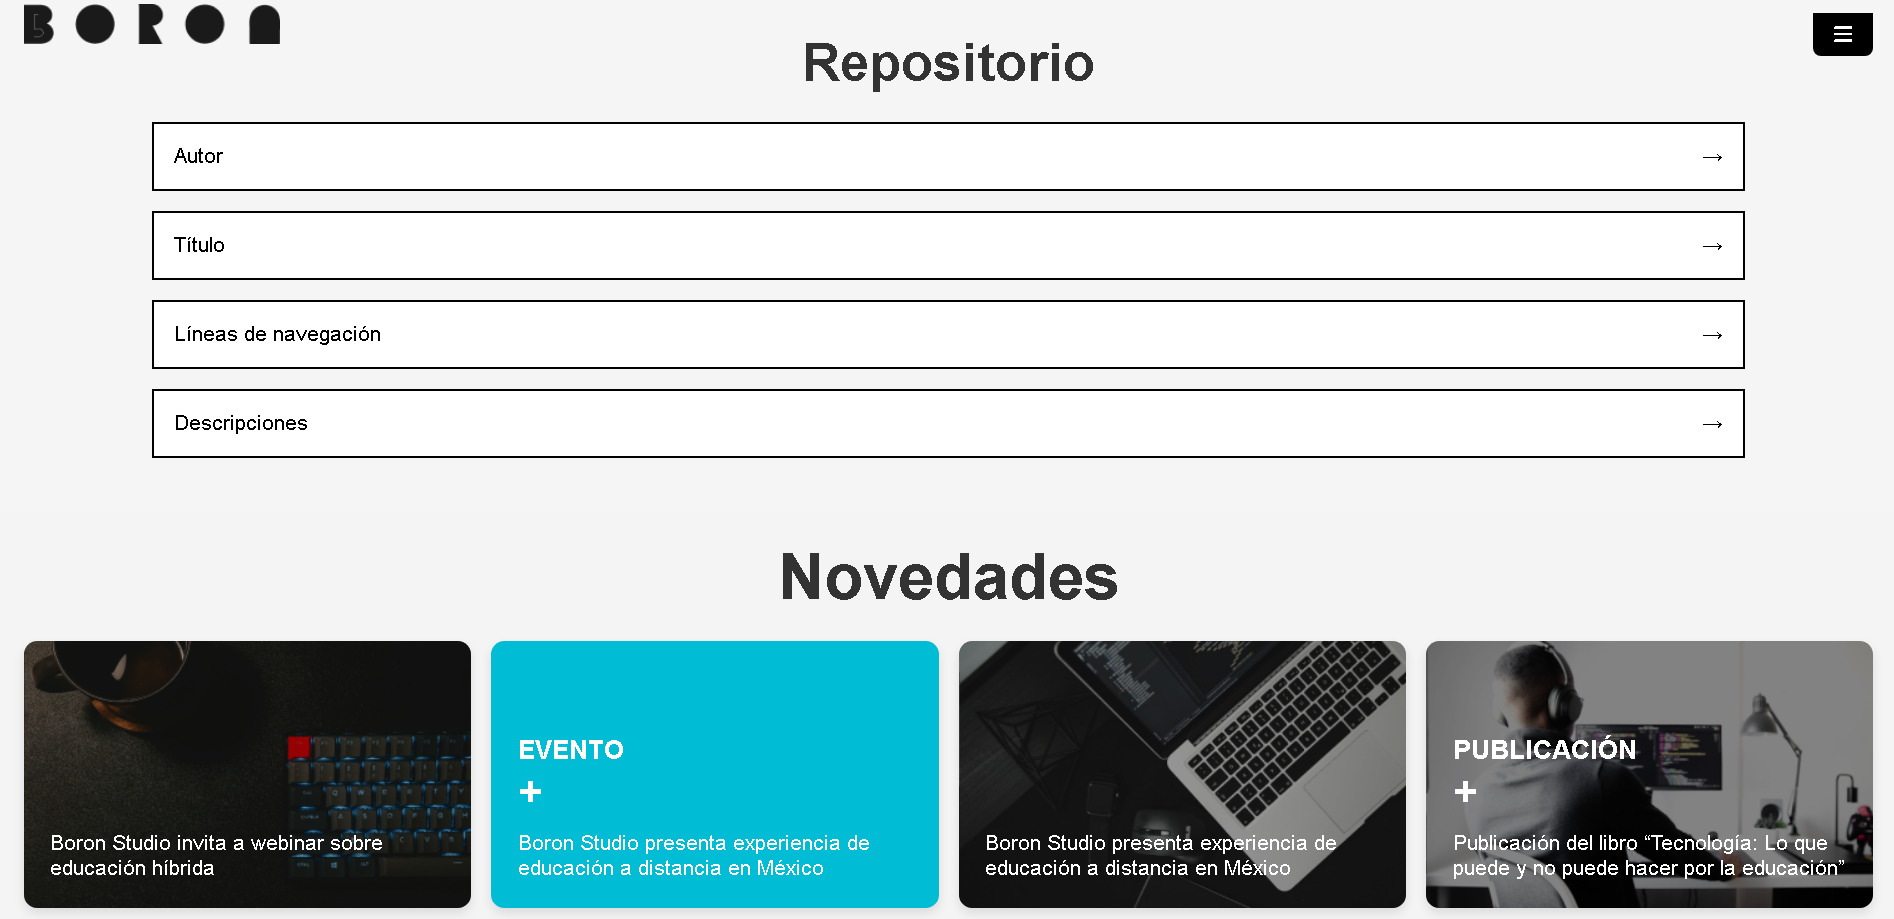 BORON
Repositorio
Autor →
Título →
Líneas de navegación →
Descripciones →
Novedades
Boron Studio invita a webinar sobre
educación híbrida
EVENTO
+
Boron Studio presenta experiencia de
educación a distancia en México
Boron Studio presenta experiencia de
educación a distancia en México
PUBLICACIÓN
+
Publicación del libro “Tecnología: Lo que
puede y no puede hacer por la educación”